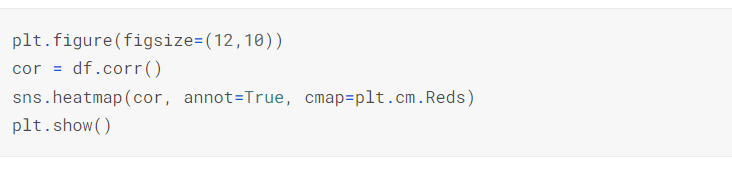 plt.figure(figsize=(12,10))
cor = df.corr()
sns.heatmap(cor, annot=True, cmap=plt.cm.Reds)
plt.show()